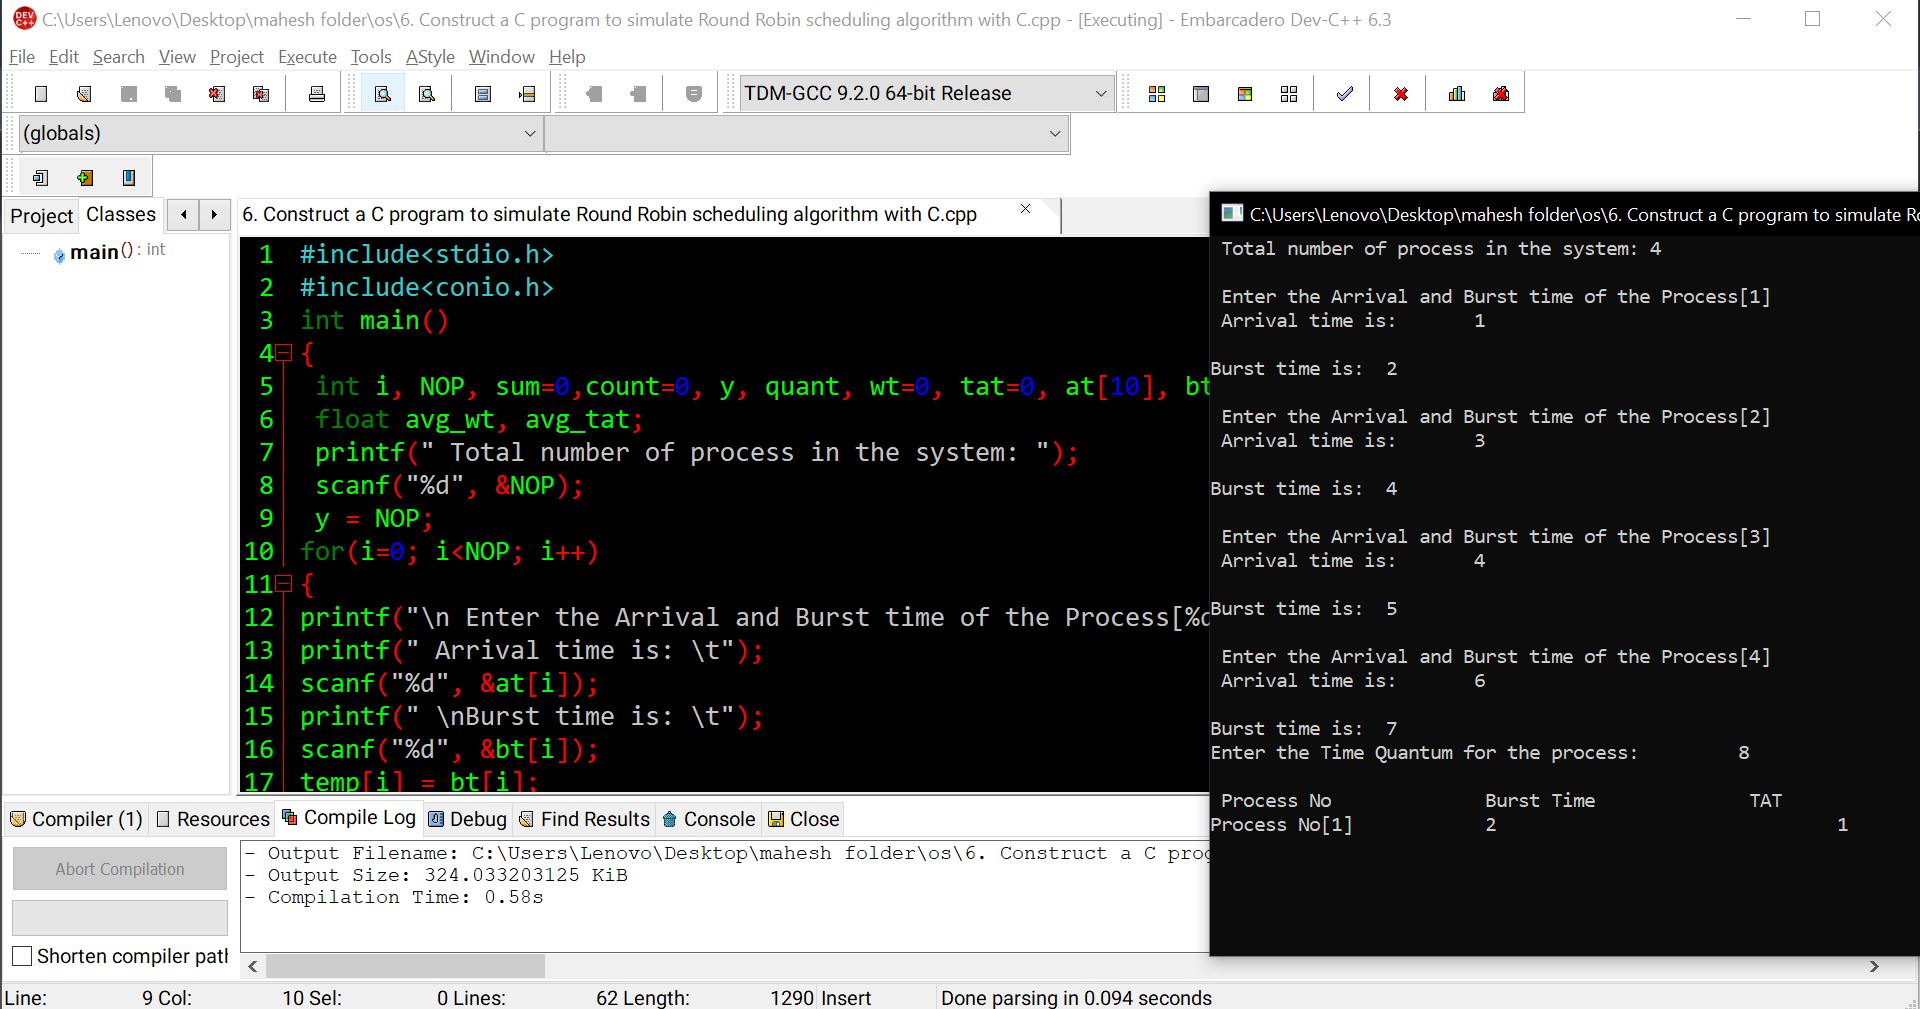 C:\Users\Lenovo\Desktop\mahesh folder\os\6. Construct a C program to simulate Round Robin scheduling algorithm with C.cpp - [Executing] - Embarcadero Dev-C++ 6.3
File Edit Search View Project Execute Tools AStyle Window Help
TDM-GCC 9.2.0 64-bit Release
(globals)
Project Classes
main() : int
6. Construct a C program to simulate Round Robin scheduling algorithm with C.cpp
1 #include<stdio.h>
2 #include<conio.h>
3 int main()
4 {
5 int i, NOP, sum=0,count=0, y, quant, wt=0, tat=0, at[10], bt
6 float avg_wt, avg_tat;
7 printf(" Total number of process in the system: ");
8 scanf("%d", &NOP);
9 y = NOP;
10 for(i=0; i<NOP; i++)
11 {
12 printf("\n Enter the Arrival and Burst time of the Process[%d
13 printf(" Arrival time is: \t");
14 scanf("%d", &at[i]);
15 printf(" \nBurst time is: \t");
16 scanf("%d", &bt[i]);
17 temp[i] = bt[i];
C:\Users\Lenovo\Desktop\mahesh folder\os\6. Construct a C program to simulate Ro
Total number of process in the system: 4
Enter the Arrival and Burst time of the Process[1]
Arrival time is: 1
Burst time is: 2
Enter the Arrival and Burst time of the Process[2]
Arrival time is: 3
Burst time is: 4
Enter the Arrival and Burst time of the Process[3]
Arrival time is: 4
Burst time is: 5
Enter the Arrival and Burst time of the Process[4]
Arrival time is: 6
Burst time is: 7
Enter the Time Quantum for the process: 8
Process No Burst Time TAT
Process No[1] 2 1
Compiler (1) Resources Compile Log Debug Find Results Console Close
Abort Compilation
Shorten compiler path
- Output Filename: C:\Users\Lenovo\Desktop\mahesh folder\os\6. Construct a C prog
- Output Size: 324.033203125 KiB
- Compilation Time: 0.58s
Line: 9 Col: 10 Sel: 0 Lines: 62 Length: 1290 Insert Done parsing in 0.094 seconds